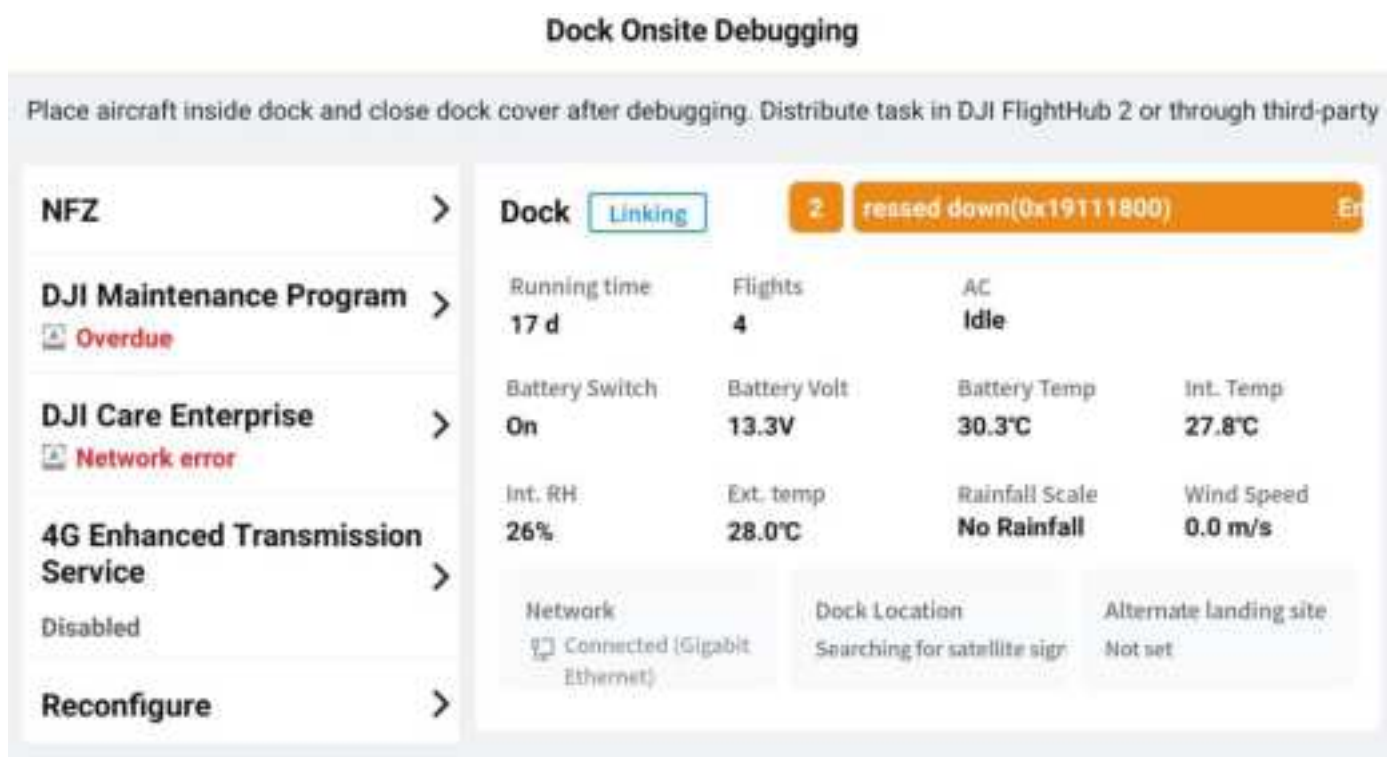 Dock Onsite Debugging
Place aircraft inside dock and close dock cover after debugging. Distribute task in DJI FlightHub 2 or through third-party
NFZ
DJI Maintenance Program
Overdue
DJI Care Enterprise
Network error
4G Enhanced Transmission
Service
Disabled
Reconfigure
Dock Linking 2 ressed down(0x19111800) En
Running time Flights AC
17 d 4 Idle
Battery Switch Battery Volt Battery Temp Int. Temp
On 13.3V 30.3℃ 27.8℃
Int. RH Ext. temp Rainfall Scale Wind Speed
26% 28.0℃ No Rainfall 0.0 m/s
Network Dock Location Alternate landing site
Connected (Gigabit Searching for satellite sigr Not set
Ethernet)